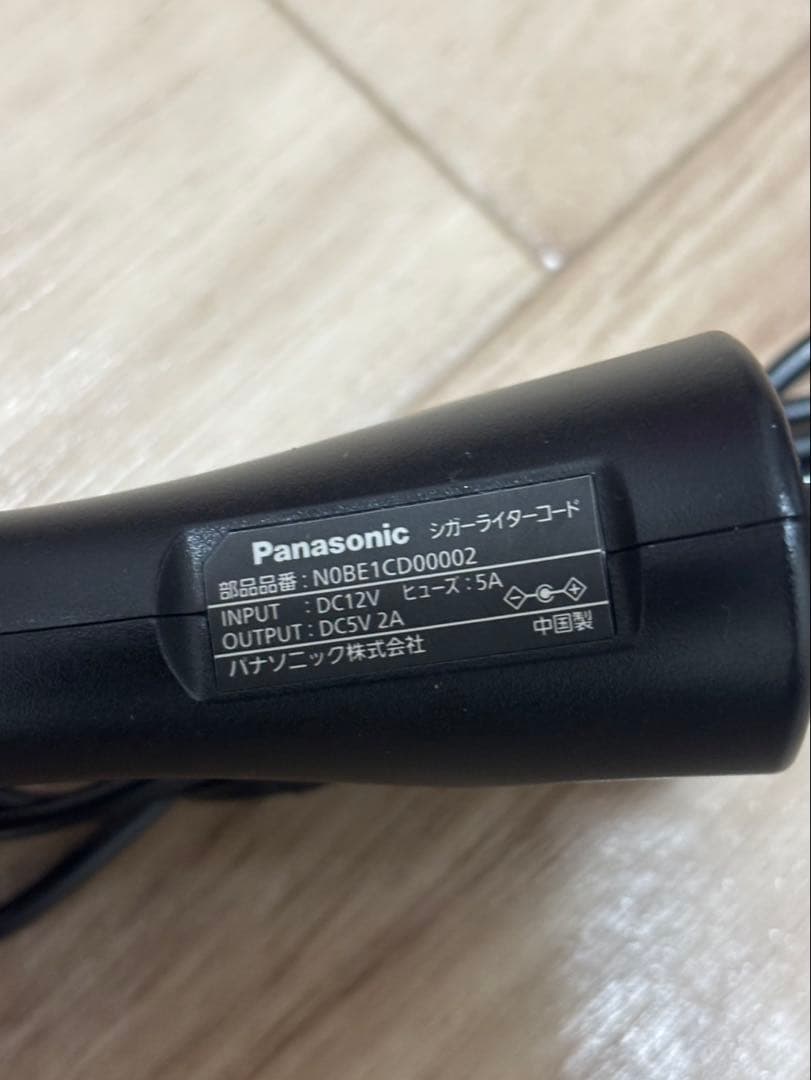 Panasonic シガーライターコード
部品品番：N0BE1CD00002
INPUT ：DC12V ヒューズ：5A
OUTPUT：DC5V 2A
パナソニック株式会社 中国製